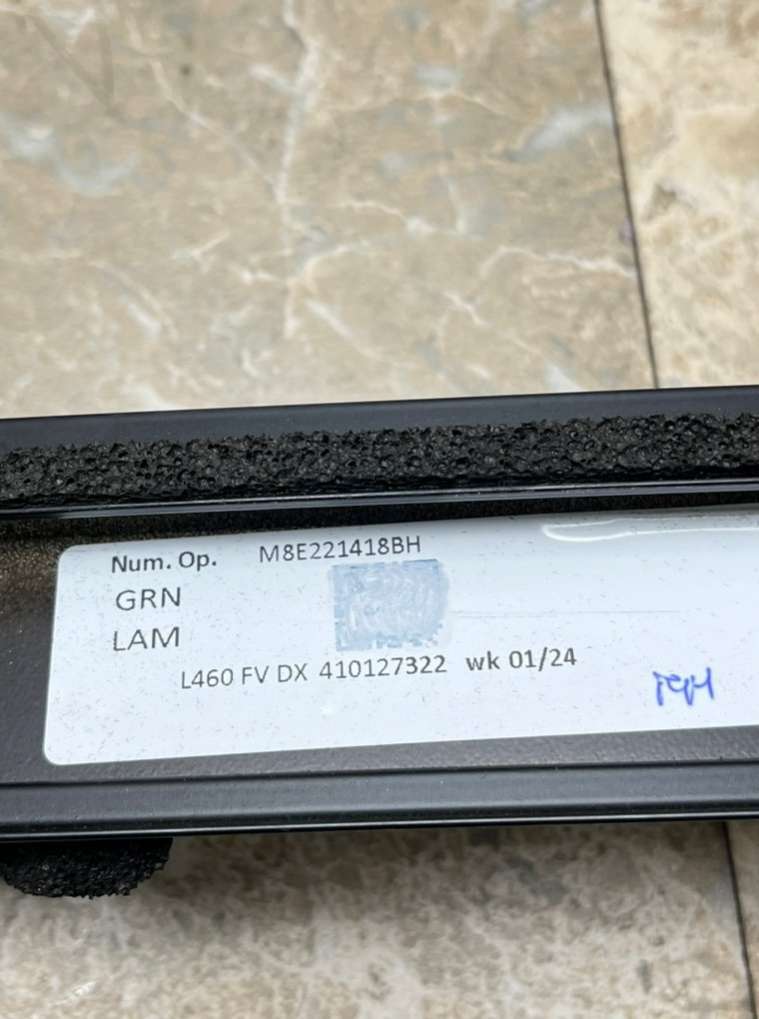 Num. Op. M8E221418BH
GRN
LAM
L460 FV DX 410127322 wk 01/24